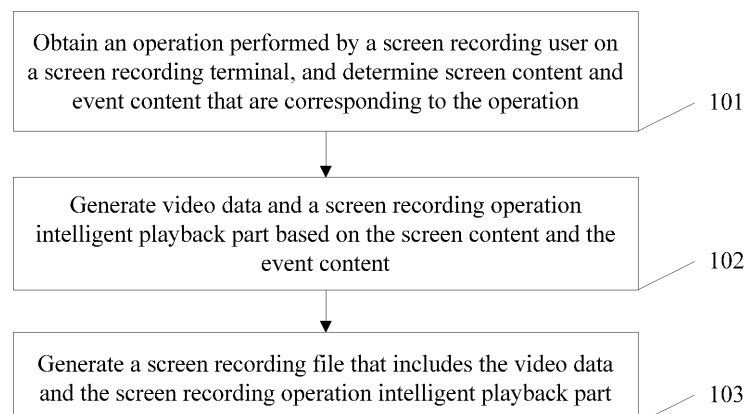 Obtain an operation performed by a screen recording user on
a screen recording terminal, and determine screen content and
event content that are corresponding to the operation
101
Generate video data and a screen recording operation
intelligent playback part based on the screen content and the
event content
102
Generate a screen recording file that includes the video data
and the screen recording operation intelligent playback part
103